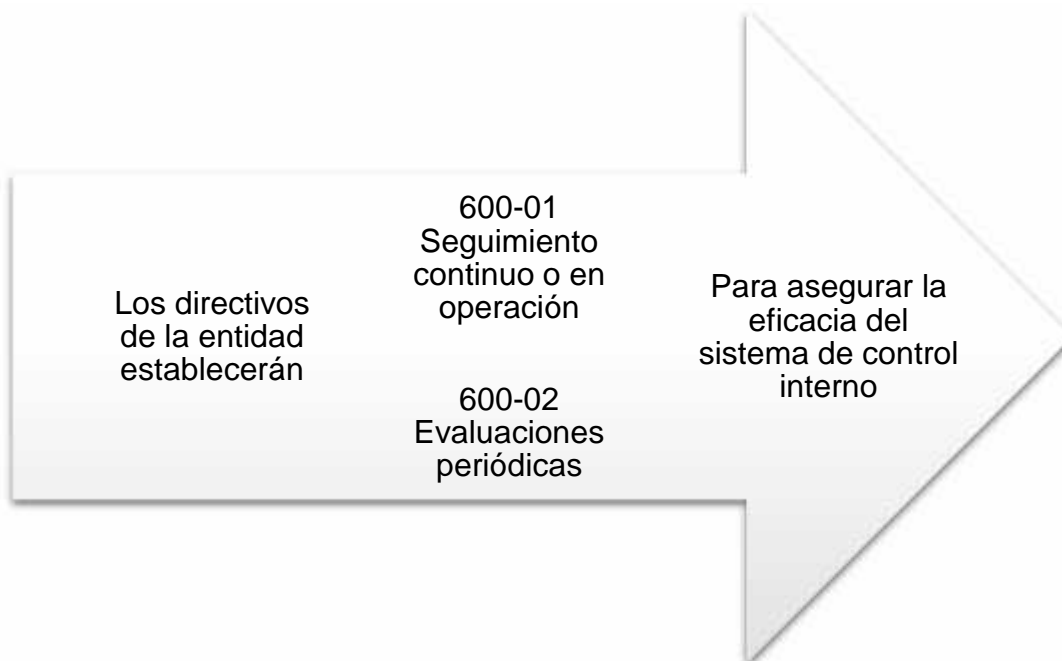 Los directivos
de la entidad
establecerán
600-01
Seguimiento
continuo o en
operación
600-02
Evaluaciones
periódicas
Para asegurar la
eficacia del
sistema de control
interno